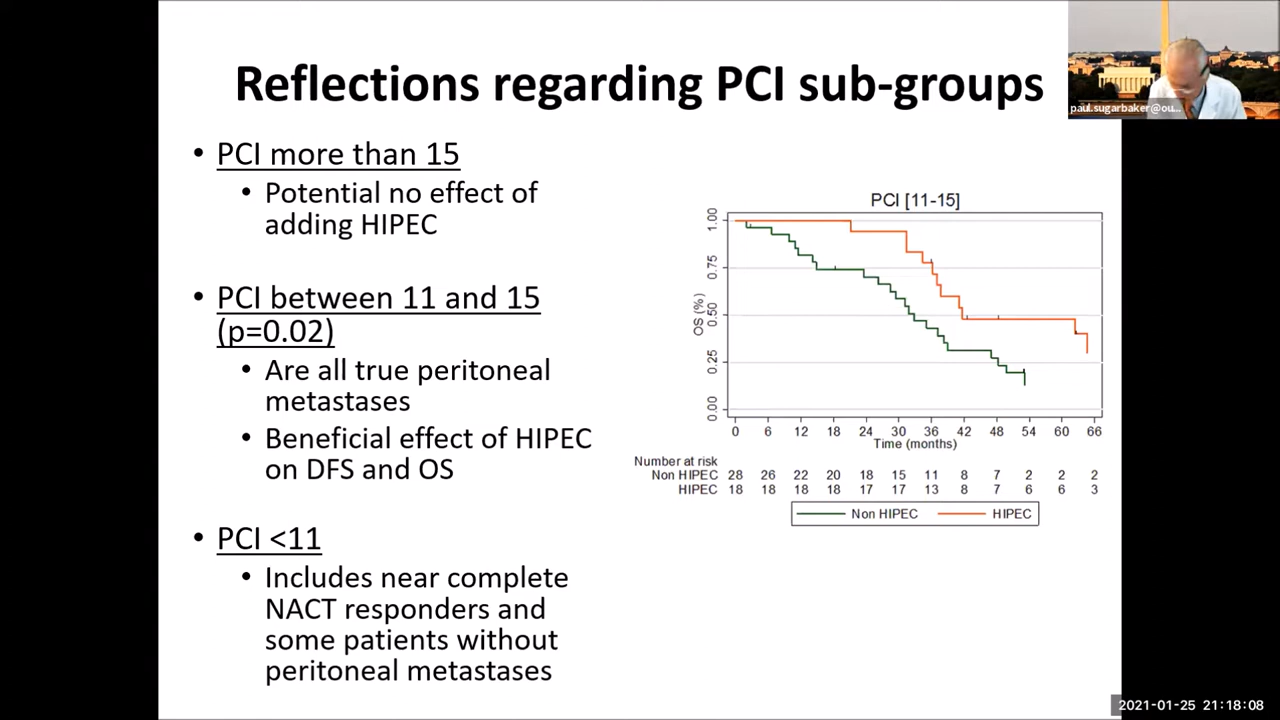 Reflections regarding PCI sub-groups
paul.sugarbaker@ou...
• PCI more than 15
• Potential no effect of
adding HIPEC
• PCI between 11 and 15
(p=0.02)
• Are all true peritoneal
metastases
• Beneficial effect of HIPEC
on DFS and OS
• PCI <11
• Includes near complete
NACT responders and
some patients without
peritoneal metastases
PCI [11-15]
OS (%)
1.00
0.75
0.50
0.25
0.00
0 6 12 18 24 30 36 42 48 54 60 66
Time (months)
Number at risk
Non HIPEC 28 26 22 20 18 15 11 8 7 2 2 2
HIPEC 18 18 18 18 17 17 13 8 7 6 6 3
Non HIPEC HIPEC
2021-01-25 21:18:08